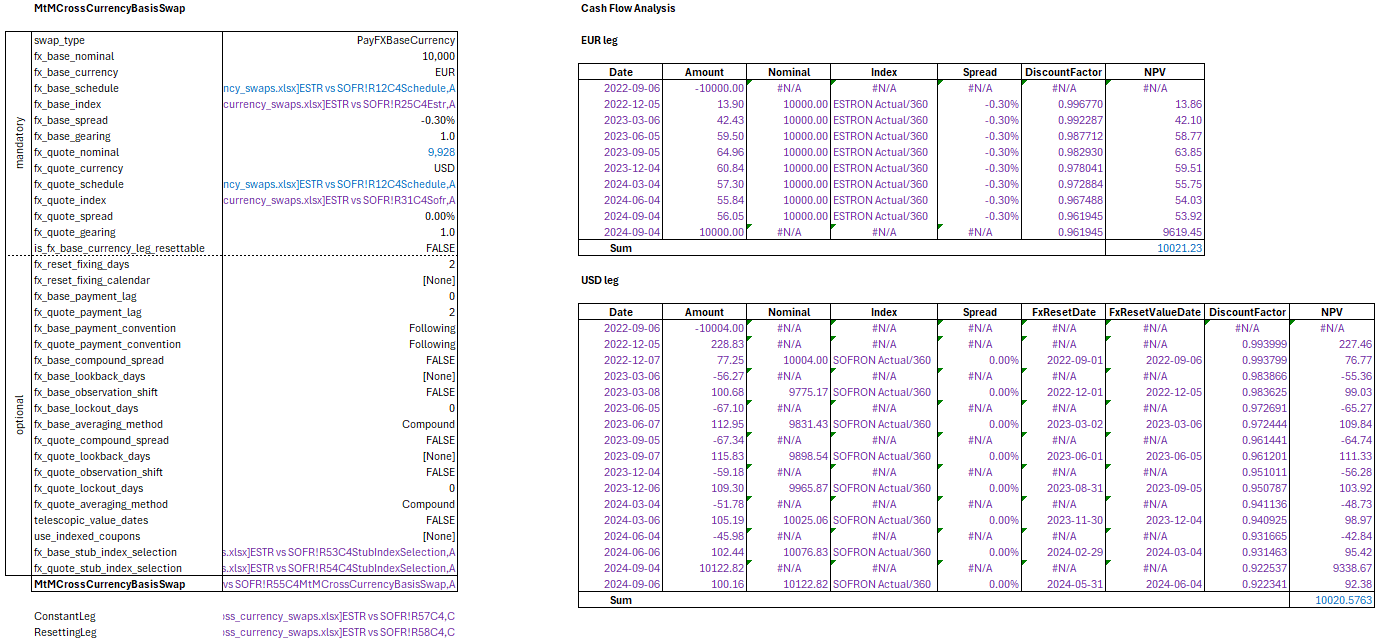 MtMCrossCurrencyBasisSwap
mandatory
swap_type PayFXBaseCurrency
fx_base_nominal 10,000
fx_base_currency EUR
fx_base_schedule ncy_swaps.xlsx]ESTR vs SOFR!R12C4Schedule,A
fx_base_index currency_swaps.xlsx]ESTR vs SOFR!R25C4Estr,A
fx_base_spread -0.30%
fx_base_gearing 1.0
fx_quote_nominal 9,928
fx_quote_currency USD
fx_quote_schedule ncy_swaps.xlsx]ESTR vs SOFR!R12C4Schedule,A
fx_quote_index currency_swaps.xlsx]ESTR vs SOFR!R31C4Sofr,A
fx_quote_spread 0.00%
fx_quote_gearing 1.0
is_fx_base_currency_leg_resettable FALSE
optional
fx_reset_fixing_days 2
fx_reset_fixing_calendar [None]
fx_base_payment_lag 0
fx_quote_payment_lag 2
fx_base_payment_convention Following
fx_quote_payment_convention Following
fx_base_compound_spread FALSE
fx_base_lookback_days [None]
fx_base_observation_shift FALSE
fx_base_lockout_days 0
fx_base_averaging_method Compound
fx_quote_compound_spread FALSE
fx_quote_lookback_days [None]
fx_quote_observation_shift FALSE
fx_quote_lockout_days 0
fx_quote_averaging_method Compound
telescopic_value_dates FALSE
use_indexed_coupons [None]
fx_base_stub_index_selection s.xlsx]ESTR vs SOFR!R53C4StubIndexSelection,A
fx_quote_stub_index_selection s.xlsx]ESTR vs SOFR!R54C4StubIndexSelection,A
MtMCrossCurrencyBasisSwap vs SOFR!R55C4MtMCrossCurrencyBasisSwap,A
ConstantLeg oss_currency_swaps.xlsx]ESTR vs SOFR!R57C4,C
ResettingLeg oss_currency_swaps.xlsx]ESTR vs SOFR!R58C4,C
Cash Flow Analysis
EUR leg
Date Amount Nominal Index Spread DiscountFactor NPV
2022-09-06 -10000.00 #N/A #N/A #N/A #N/A #N/A
2022-12-05 13.90 10000.00 ESTRON Actual/360 -0.30% 0.996770 13.86
2023-03-06 42.43 10000.00 ESTRON Actual/360 -0.30% 0.992287 42.10
2023-06-05 59.50 10000.00 ESTRON Actual/360 -0.30% 0.987712 58.77
2023-09-05 64.96 10000.00 ESTRON Actual/360 -0.30% 0.982930 63.85
2023-12-04 60.84 10000.00 ESTRON Actual/360 -0.30% 0.978041 59.51
2024-03-04 57.30 10000.00 ESTRON Actual/360 -0.30% 0.972884 55.75
2024-06-04 55.84 10000.00 ESTRON Actual/360 -0.30% 0.967488 54.03
2024-09-04 56.05 10000.00 ESTRON Actual/360 -0.30% 0.961945 53.92
2024-09-04 10000.00 #N/A #N/A #N/A 0.961945 9619.45
Sum 10021.23
USD leg
Date Amount Nominal Index Spread FxResetDate FxResetValueDate DiscountFactor NPV
2022-09-06 -10004.00 #N/A #N/A #N/A #N/A #N/A #N/A #N/A
2022-12-05 228.83 #N/A #N/A #N/A #N/A #N/A 0.993999 227.46
2022-12-07 77.25 10004.00 SOFRON Actual/360 0.00% 2022-09-01 2022-09-06 0.993799 76.77
2023-03-06 -56.27 #N/A #N/A #N/A #N/A #N/A 0.983866 -55.36
2023-03-08 100.68 9775.17 SOFRON Actual/360 0.00% 2022-12-01 2022-12-05 0.983625 99.03
2023-06-05 -67.10 #N/A #N/A #N/A #N/A #N/A 0.972691 -65.27
2023-06-07 112.95 9831.43 SOFRON Actual/360 0.00% 2023-03-02 2023-03-06 0.972444 109.84
2023-09-05 -67.34 #N/A #N/A #N/A #N/A #N/A 0.961441 -64.74
2023-09-07 115.83 9898.54 SOFRON Actual/360 0.00% 2023-06-01 2023-06-05 0.961201 111.33
2023-12-04 -59.18 #N/A #N/A #N/A #N/A #N/A 0.951011 -56.28
2023-12-06 109.30 9965.87 SOFRON Actual/360 0.00% 2023-08-31 2023-09-05 0.950787 103.92
2024-03-04 -51.78 #N/A #N/A #N/A #N/A #N/A 0.941136 -48.73
2024-03-06 105.19 10025.06 SOFRON Actual/360 0.00% 2023-11-30 2023-12-04 0.940925 98.97
2024-06-04 -45.98 #N/A #N/A #N/A #N/A #N/A 0.931665 -42.84
2024-06-06 102.44 10076.83 SOFRON Actual/360 0.00% 2024-02-29 2024-03-04 0.931463 95.42
2024-09-04 10122.82 #N/A #N/A #N/A #N/A #N/A 0.922537 9338.67
2024-09-06 100.16 10122.82 SOFRON Actual/360 0.00% 2024-05-31 2024-06-04 0.922341 92.38
Sum 10020.5763